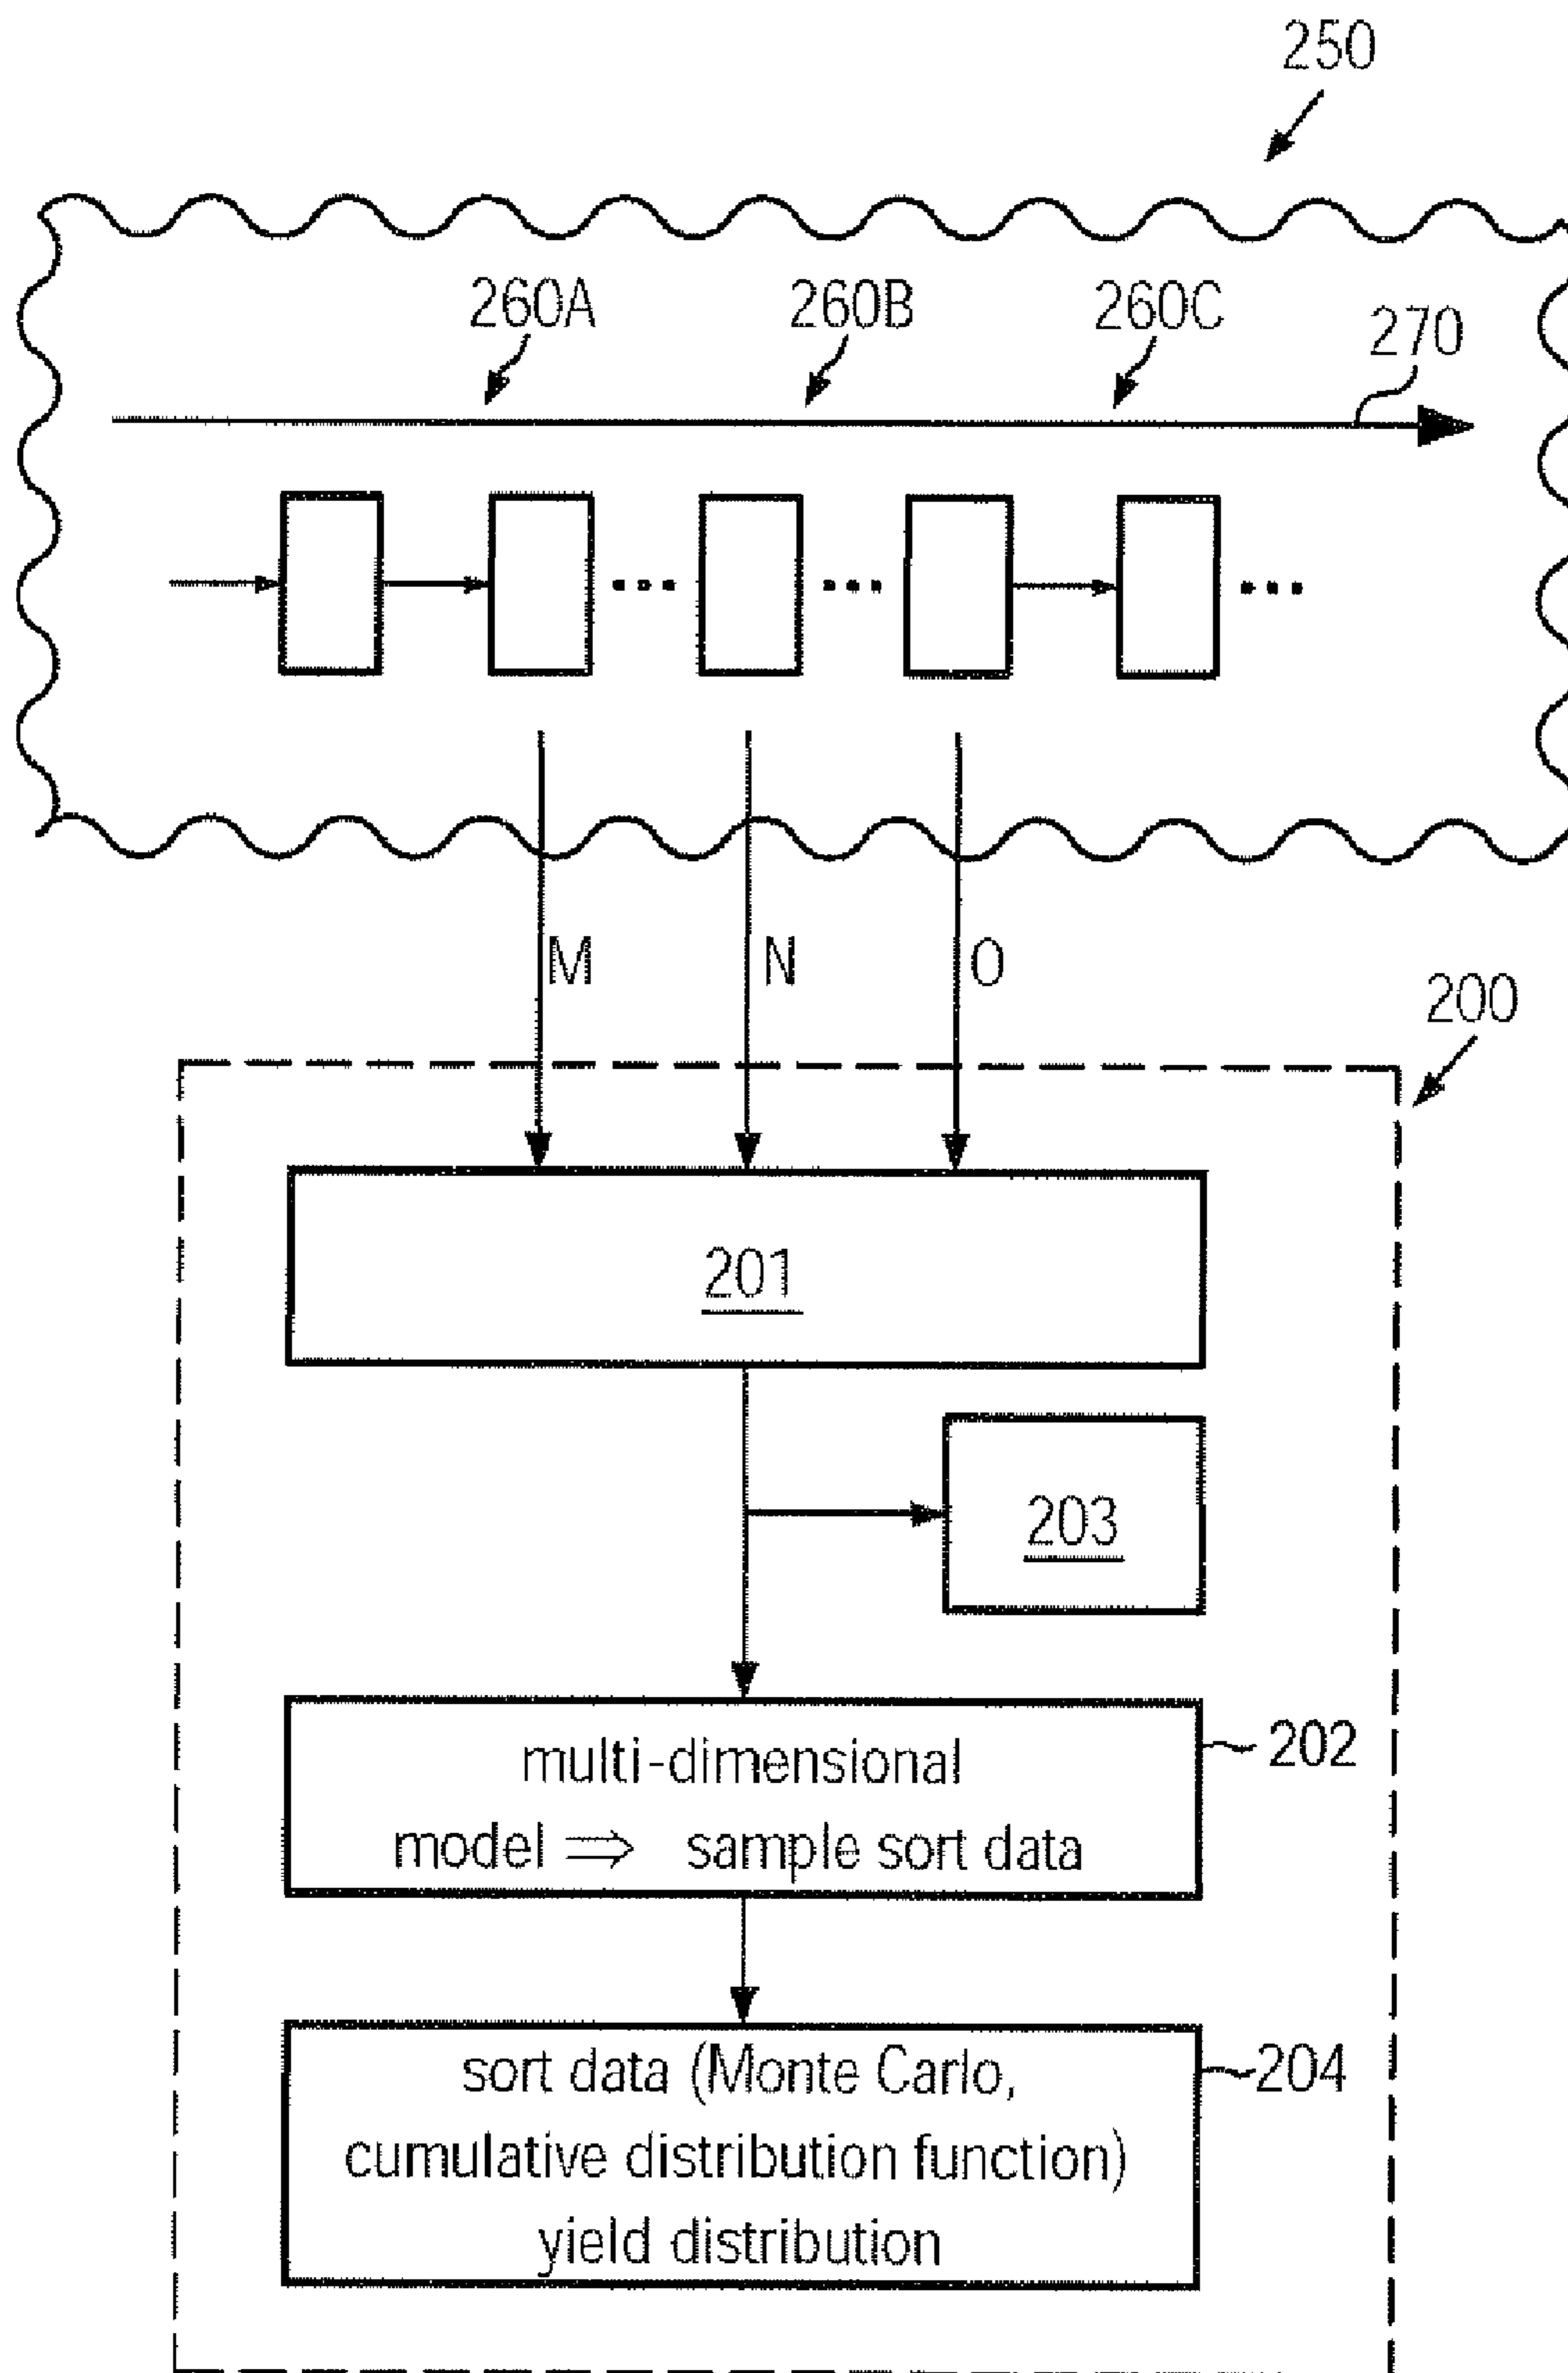 250
260A 260B 260C 270
M N O
200
201
203
multi-dimensional
model ⇒ sample sort data
202
sort data (Monte Carlo,
cumulative distribution function)
yield distribution
204